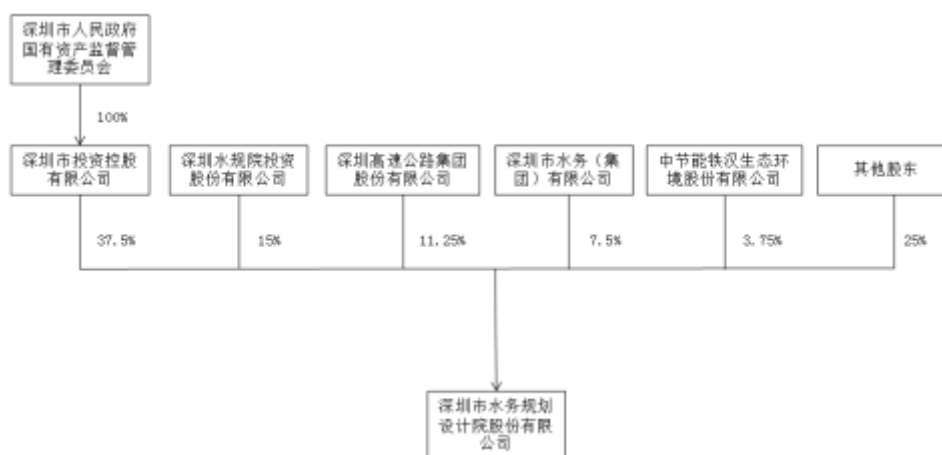 深圳市人民政府
国有资产监督管
理委员会
100%
深圳市投资控股
有限公司
深圳水规院投资
股份有限公司
深圳高速公路集团
股份有限公司
深圳市水务（集
团）有限公司
中节能铁汉生态环
境股份有限公司
其他股东
37.5%
15%
11.25%
7.5%
3.75%
25%
深圳市水务规划
设计院股份有限
公司